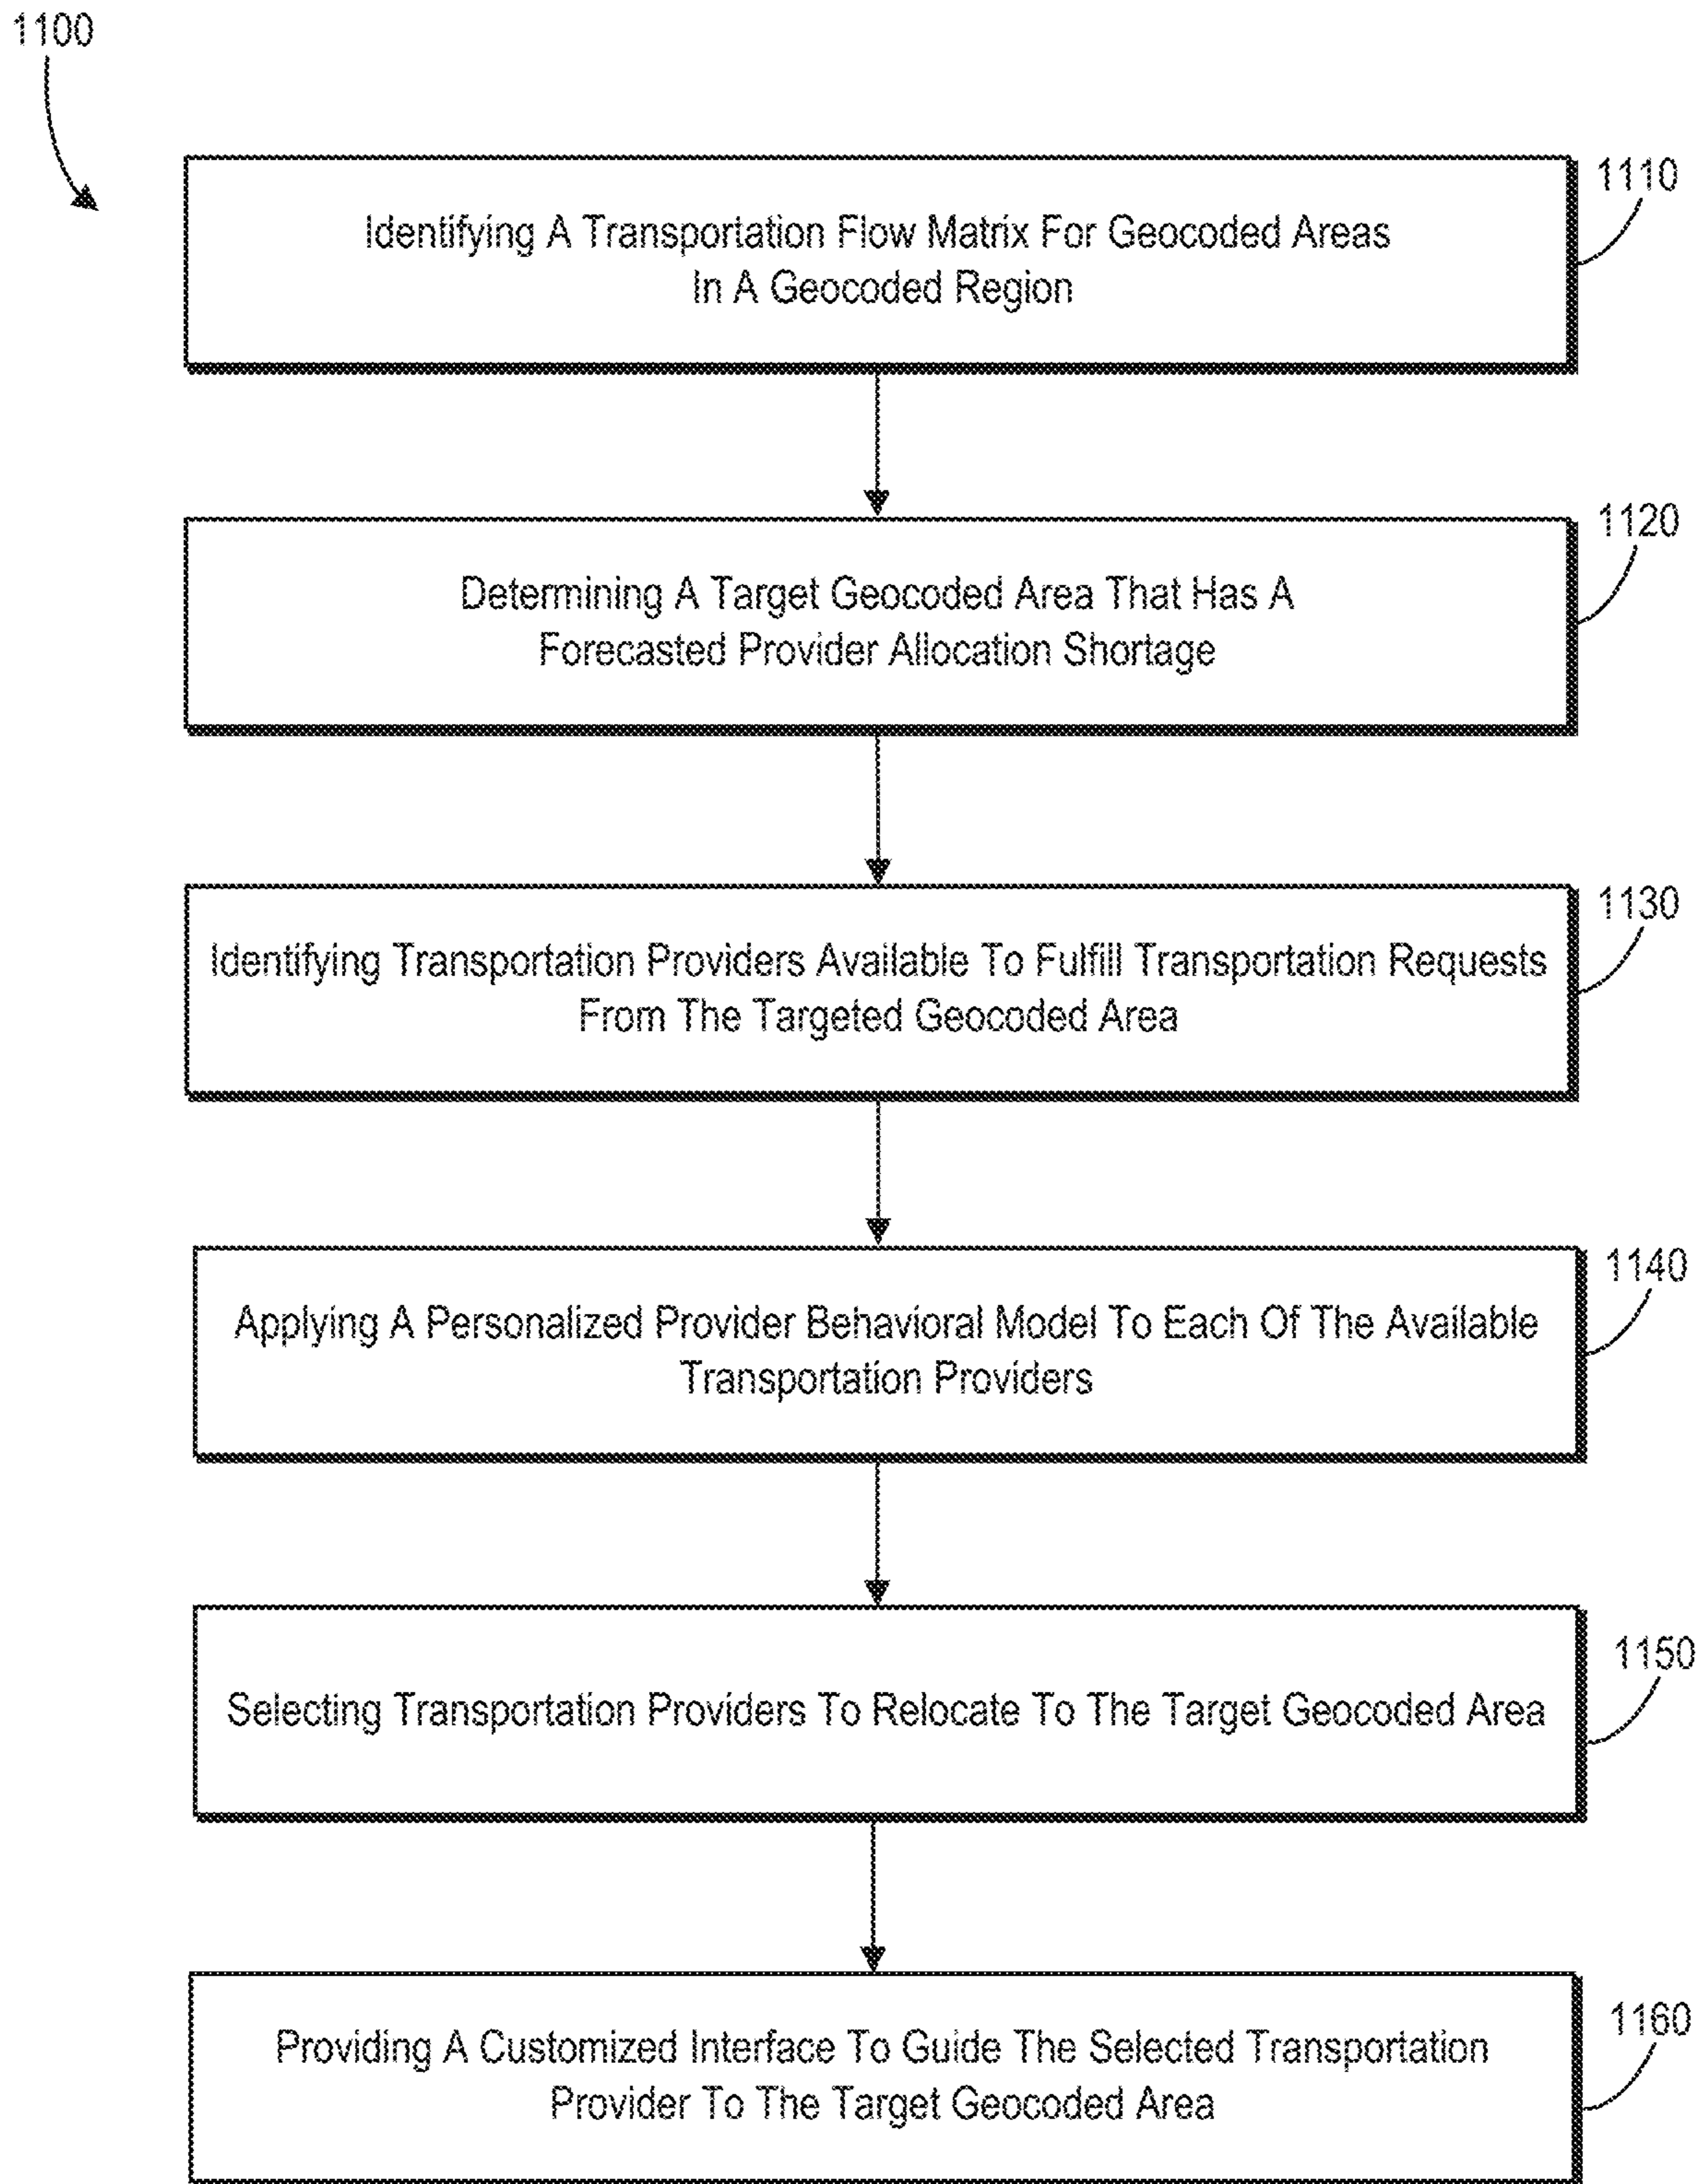 1100
1110
Identifying A Transportation Flow Matrix For Geocoded Areas
In A Geocoded Region
1120
Determining A Target Geocoded Area That Has A
Forecasted Provider Allocation Shortage
1130
Identifying Transportation Providers Available To Fulfill Transportation Requests
From The Targeted Geocoded Area
1140
Applying A Personalized Provider Behavioral Model To Each Of The Available
Transportation Providers
1150
Selecting Transportation Providers To Relocate To The Target Geocoded Area
1160
Providing A Customized Interface To Guide The Selected Transportation
Provider To The Target Geocoded Area